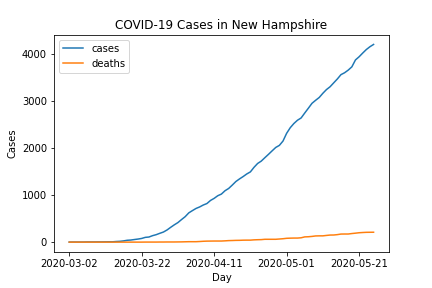 COVID-19 Cases in New Hampshire
cases
deaths
4000
3000
2000
1000
0
Cases
2020-03-02 2020-03-22 2020-04-11 2020-05-01 2020-05-21
Day